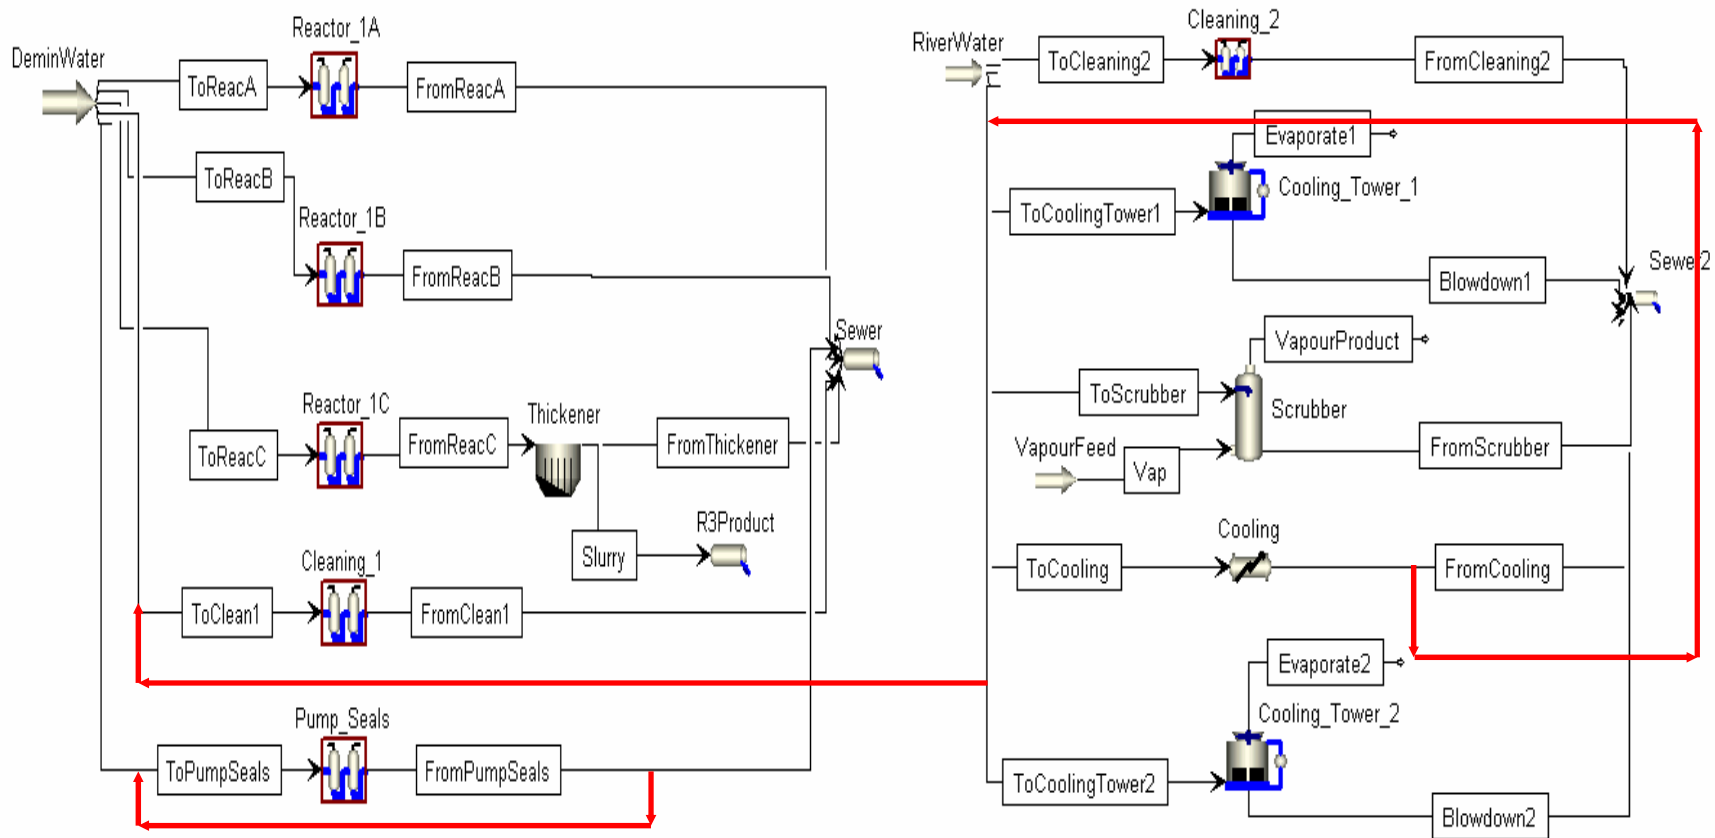 DeminWater
Reactor_1A
ToReacA
FromReacA
ToReacB
Reactor_1B
FromReacB
Sewer
Reactor_1C
ToReacC
FromReacC
Thickener
FromThickener
Slurry
R3Product
Cleaning_1
ToClean1
FromClean1
Pump_Seals
ToPumpSeals
FromPumpSeals
RiverWater
Cleaning_2
ToCleaning2
FromCleaning2
Evaporate1
Cooling_Tower_1
ToCoolingTower1
Blowdown1
Sewer2
VapourProduct
ToScrubber
Scrubber
VapourFeed
Vap
FromScrubber
Cooling
ToCooling
FromCooling
Evaporate2
Cooling_Tower_2
ToCoolingTower2
Blowdown2